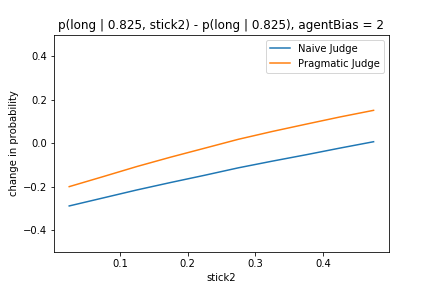 p(long | 0.825, stick2) - p(long | 0.825), agentBias = 2
Naive Judge
Pragmatic Judge
change in probability
0.4
0.2
0.0
−0.2
−0.4
0.1
0.2
0.3
0.4
stick2